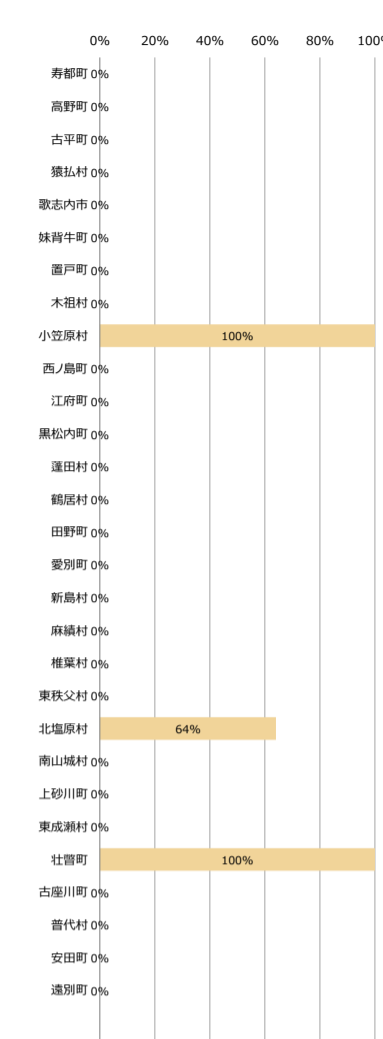 0% 20% 40% 60% 80% 100%
寿都町 0%
高野町 0%
古平町 0%
猿払村 0%
歌志内市 0%
妹背牛町 0%
置戸町 0%
木祖村 0%
小笠原村 100%
西ノ島町 0%
江府町 0%
黒松内町 0%
蓬田村 0%
鶴居村 0%
田野町 0%
愛別町 0%
新島村 0%
麻績村 0%
椎葉村 0%
東秩父村 0%
北塩原村 64%
南山城村 0%
上砂川町 0%
東成瀬村 0%
壮瞥町 100%
古座川町 0%
普代村 0%
安田町 0%
遠別町 0%